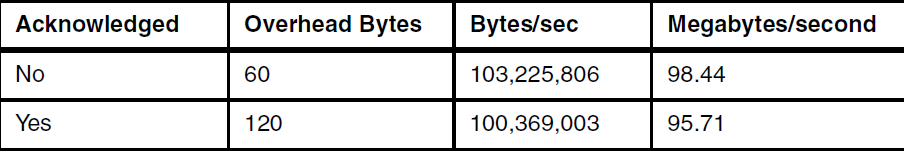 Acknowledged Overhead Bytes Bytes/sec Megabytes/second
No 60 103,225,806 98.44
Yes 120 100,369,003 95.71